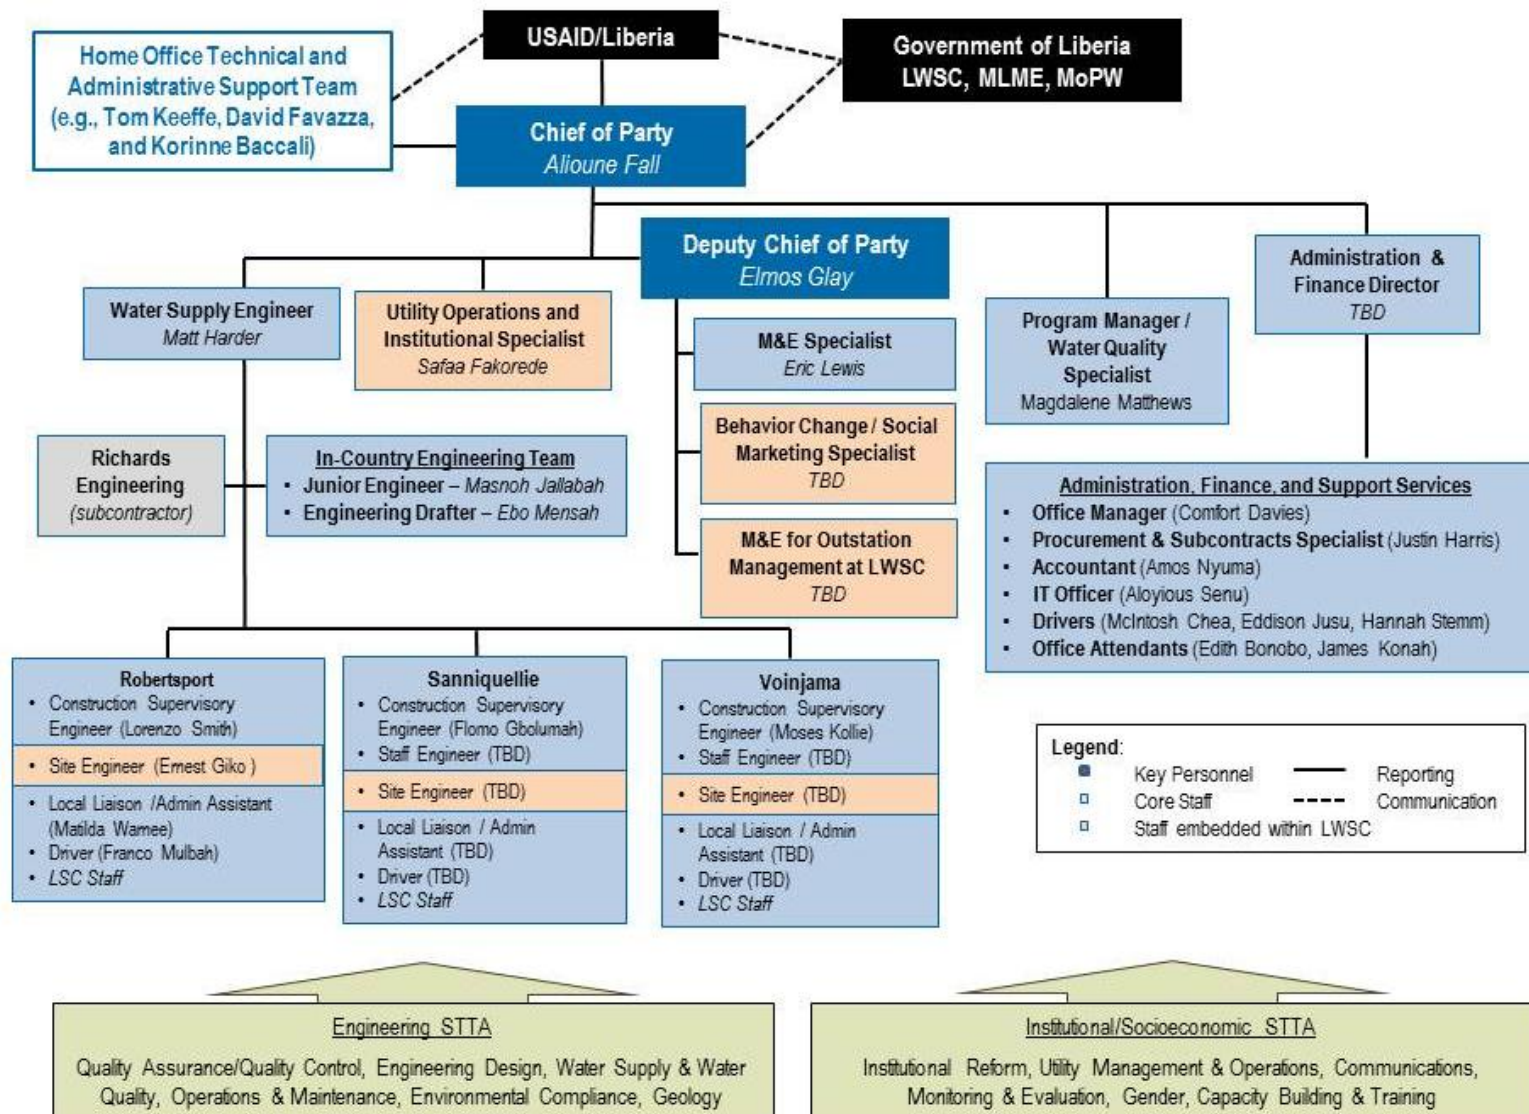 USAID/Liberia
Home Office Technical and
Administrative Support Team
(e.g., Tom Keeffe, David Favazza,
and Korinne Baccali)
Government of Liberia
LWSC, MLME, MoPW
Chief of Party
Alioune Fall
Deputy Chief of Party
Elmos Glay
Water Supply Engineer
Matt Harder
Utility Operations and
Institutional Specialist
Safaa Fakorede
M&E Specialist
Eric Lewis
Behavior Change / Social
Marketing Specialist
TBD
M&E for Outstation
Management at LWSC
TBD
Program Manager /
Water Quality
Specialist
Magdalene Matthews
Administration &
Finance Director
TBD
Richards
Engineering
(subcontractor)
In-Country Engineering Team
• Junior Engineer – Masnoh Jallabah
• Engineering Drafter – Ebo Mensah
Administration, Finance, and Support Services
• Office Manager (Comfort Davies)
• Procurement & Subcontracts Specialist (Justin Harris)
• Accountant (Amos Nyuma)
• IT Officer (Aloyious Senu)
• Drivers (McIntosh Chea, Eddison Jusu, Hannah Stemm)
• Office Attendants (Edith Bonobo, James Konah)
Robertsport
• Construction Supervisory
Engineer (Lorenzo Smith)
• Site Engineer (Ernest Giko )
• Local Liaison /Admin Assistant
(Matilda Warnee)
• Driver (Franco Mulbah)
• LSC Staff
Sanniquellie
• Construction Supervisory
Engineer (Flomo Gbolumah)
• Staff Engineer (TBD)
• Site Engineer (TBD)
• Local Liaison / Admin
Assistant (TBD)
• Driver (TBD)
• LSC Staff
Voinjama
• Construction Supervisory
Engineer (Moses Kollie)
• Staff Engineer (TBD)
• Site Engineer (TBD)
• Local Liaison / Admin
Assistant (TBD)
• Driver (TBD)
• LSC Staff
Legend:
Key Personnel
Reporting
Core Staff
Communication
Staff embedded within LWSC
Engineering STTA
Quality Assurance/Quality Control, Engineering Design, Water Supply & Water
Quality, Operations & Maintenance, Environmental Compliance, Geology
Institutional/Socioeconomic STTA
Institutional Reform, Utility Management & Operations, Communications,
Monitoring & Evaluation, Gender, Capacity Building & Training